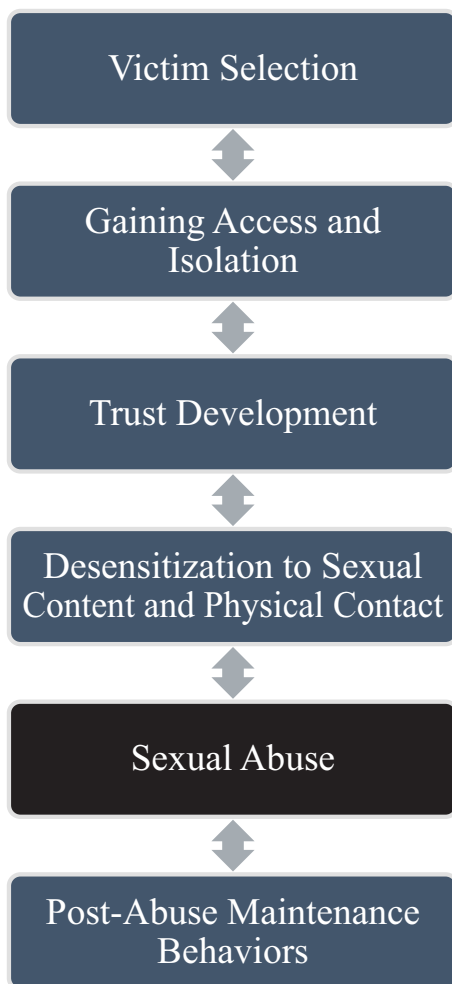 Victim Selection
Gaining Access and
Isolation
Trust Development
Desensitization to Sexual
Content and Physical Contact
Sexual Abuse
Post-Abuse Maintenance
Behaviors